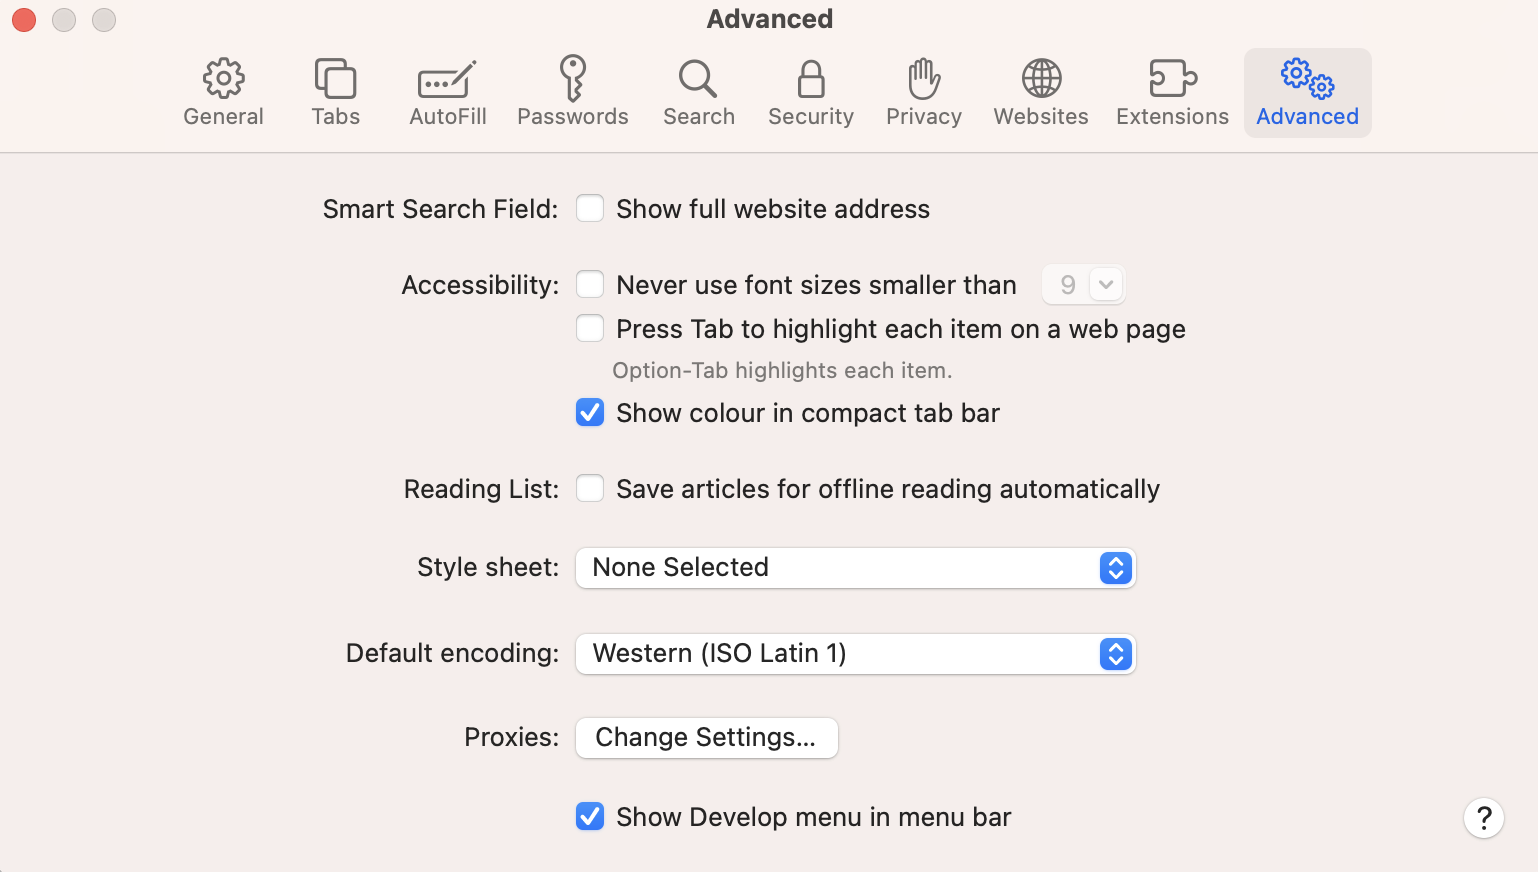 Advanced
General Tabs AutoFill Passwords Search Security Privacy Websites Extensions Advanced
Smart Search Field: Show full website address
Accessibility: Never use font sizes smaller than 9
Press Tab to highlight each item on a web page
Option-Tab highlights each item.
Show colour in compact tab bar
Reading List: Save articles for offline reading automatically
Style sheet: None Selected
Default encoding: Western (ISO Latin 1)
Proxies: Change Settings...
Show Develop menu in menu bar
?